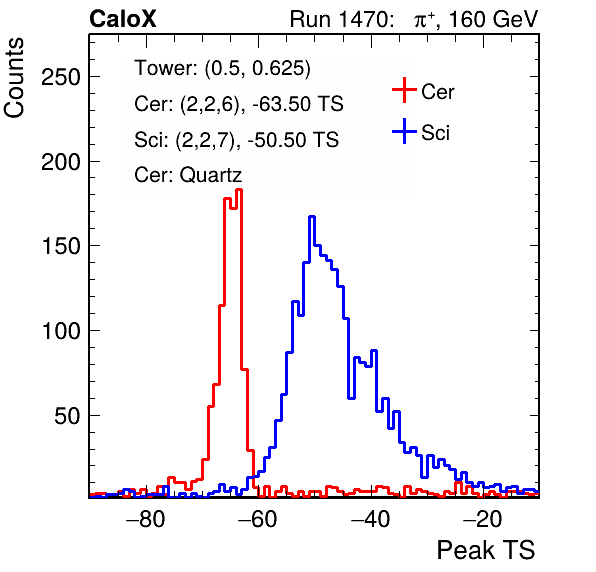 CaloX Run 1470: π⁺, 160 GeV
Counts
Tower: (0.5, 0.625)
Cer: (2,2,6), -63.50 TS
Sci: (2,2,7), -50.50 TS
Cer: Quartz
Cer
Sci
250
200
150
100
50
−80 −60 −40 −20
Peak TS